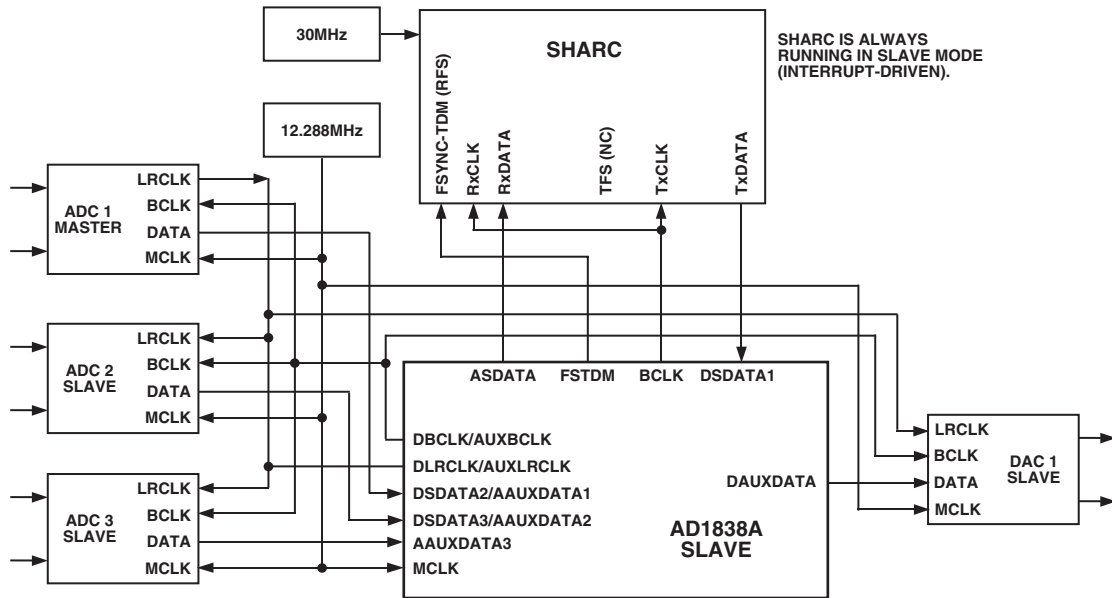 30MHz
SHARC
SHARC IS ALWAYS
RUNNING IN SLAVE MODE
(INTERRUPT-DRIVEN).
12.288MHz
FSYNC-TDM (RFS)
RxCLK
RxDATA
TFS (NC)
TxCLK
TxDATA
ADC 1
MASTER
LRCLK
BCLK
DATA
MCLK
ADC 2
SLAVE
LRCLK
BCLK
DATA
MCLK
ADC 3
SLAVE
LRCLK
BCLK
DATA
MCLK
ASDATA FSTDM BCLK DSDATA1
DBCLK/AUXBCLK
DLRCLK/AUXLRCLK
DSDATA2/AAUXDATA1
DSDATA3/AAUXDATA2
AAUXDATA3
MCLK
DAUXDATA
AD1838A
SLAVE
LRCLK
BCLK
DATA
MCLK
DAC 1
SLAVE